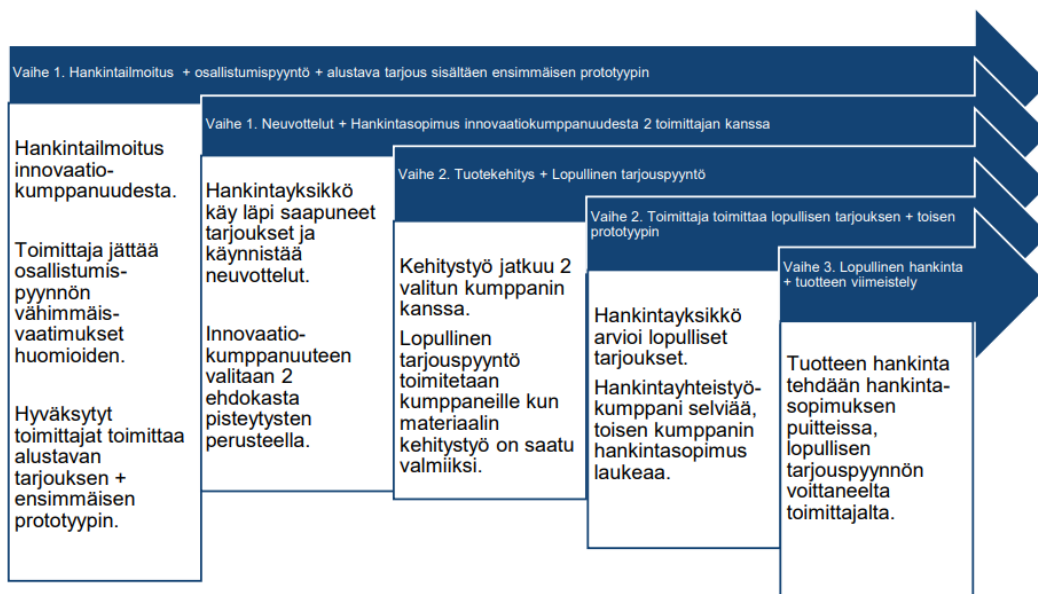 Vaihe 1. Hankintailmoitus + osallistumispyyntö + alustava tarjous sisältäen ensimmäisen prototyypin
Hankintailmoitus
innovaatio-
kumppanuudesta.
Toimittaja jättää
osallistumis-
pyynnön
vähimmäis-
vaatimukset
huomioiden.
Hyväksytyt
toimittajat toimittaa
alustavan
tarjouksen +
ensimmäisen
prototyypin.
Vaihe 1. Neuvottelut + Hankintasopimus innovaatiokumppanuudesta 2 toimittajan kanssa
Hankintayksikkö
käy läpi saapuneet
tarjoukset ja
käynnistää
neuvottelut.
Innovaatio-
kumppanuuteen
valitaan 2
ehdokasta
pisteytysten
perusteella.
Vaihe 2. Tuotekehitys + Lopullinen tarjouspyyntö
Kehitystyö jatkuu 2
valitun kumppanin
kanssa.
Lopullinen
tarjouspyyntö
toimitetaan
kumppaneille kun
materiaalin
kehitystyö on saatu
valmiiksi.
Vaihe 2. Toimittaja toimittaa lopullisen tarjouksen + toisen
prototyypin
Hankintayksikkö
arvioi lopulliset
tarjoukset.
Hankintayhteistyö-
kumppani selviää,
toisen kumppanin
hankintasopimus
laukeaa.
Vaihe 3. Lopullinen hankinta
+ tuotteen viimeistely
Tuotteen hankinta
tehdään hankinta-
sopimuksen
puitteissa,
lopullisen
tarjouspyynnön
voittaneelta
toimittajalta.